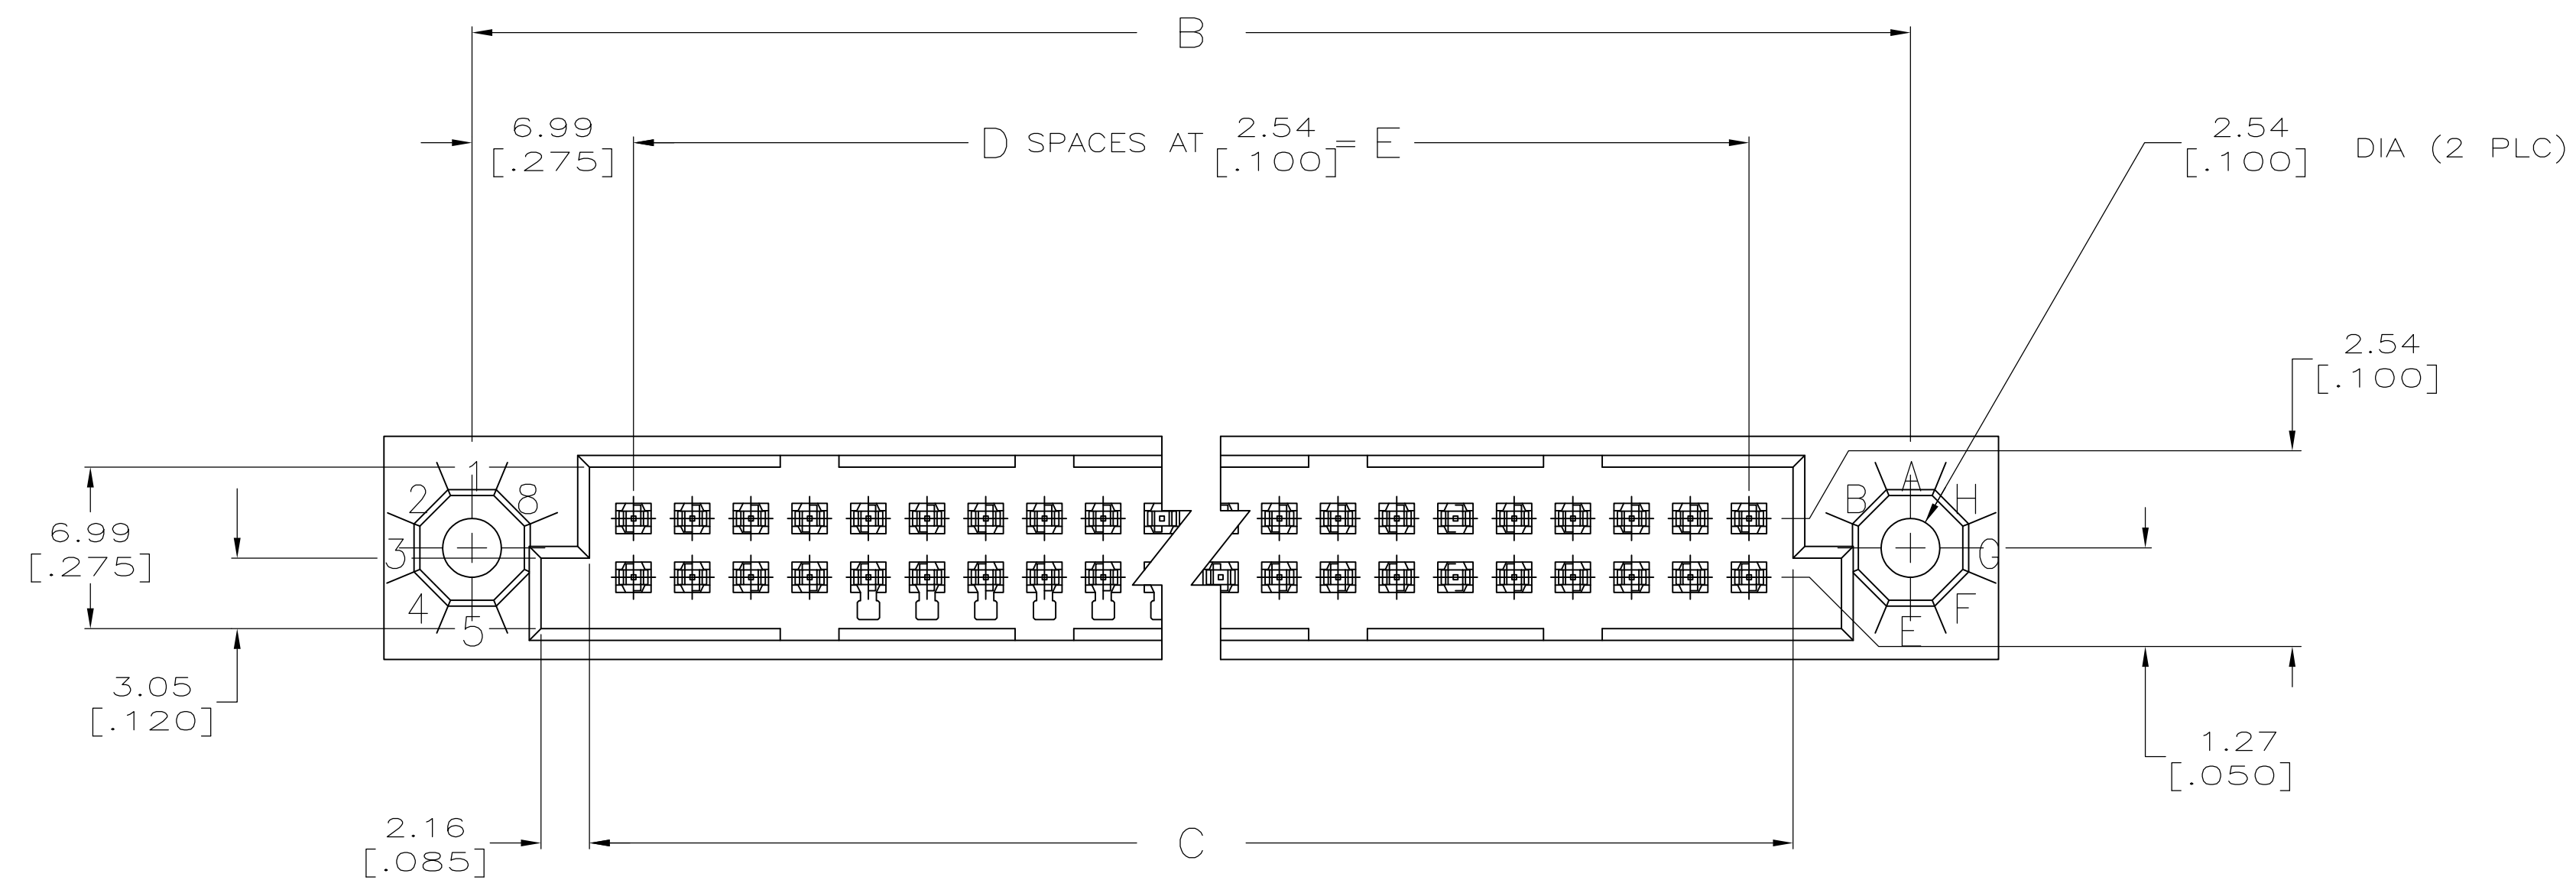 B
6.99
[.275]
D SPACES AT 2.54 [.100] = E
2.54
[.100] DIA (2 PLC)
2.54
[.100]
1
2
8
3
4
5
A
B
H
G
F
E
6.99
[.275]
3.05
[.120]
1.27
[.050]
2.16
[.085]
C